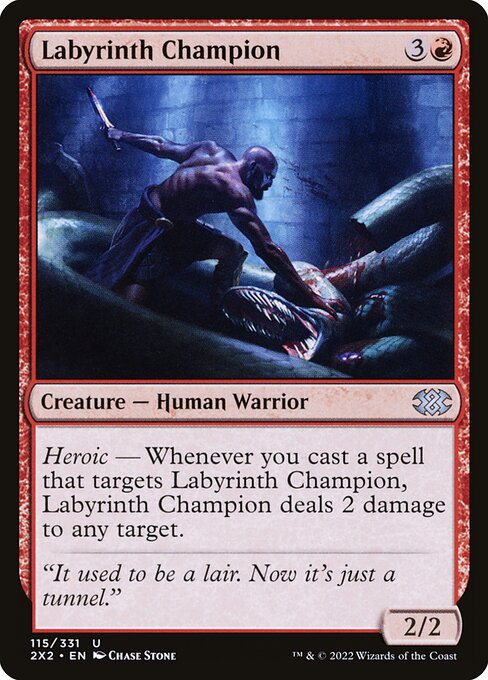 Labyrinth Champion 3
Creature — Human Warrior
Heroic — Whenever you cast a spell
that targets Labyrinth Champion,
Labyrinth Champion deals 2 damage
to any target.
“It used to be a lair. Now it’s just a
tunnel.”
2/2
115/331 U
2X2 • EN Chase Stone
™ & © 2022 Wizards of the Coast